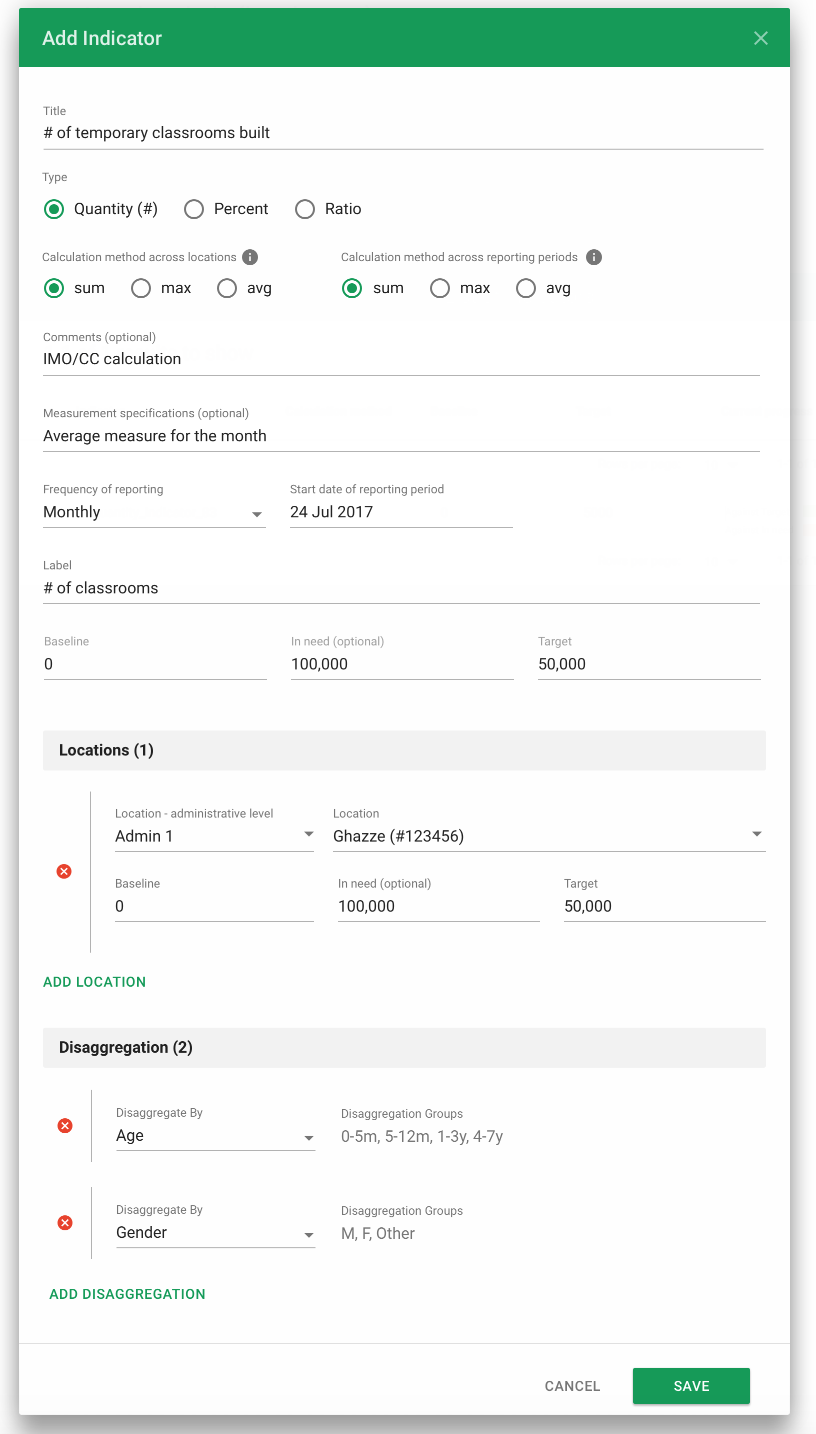 Add Indicator
Title
# of temporary classrooms built
Type
Quantity (#) Percent Ratio
Calculation method across locations Calculation method across reporting periods
sum max avg sum max avg
Comments (optional)
IMO/CC calculation
Measurement specifications (optional)
Average measure for the month
Frequency of reporting Start date of reporting period
Monthly 24 Jul 2017
Label
# of classrooms
Baseline In need (optional) Target
0 100,000 50,000
Locations (1)
Location - administrative level Location
Admin 1 Ghazze (#123456)
Baseline In need (optional) Target
0 100,000 50,000
ADD LOCATION
Disaggregation (2)
Disaggregate By Disaggregation Groups
Age 0-5m, 5-12m, 1-3y, 4-7y
Disaggregate By Disaggregation Groups
Gender M, F, Other
ADD DISAGGREGATION
CANCEL SAVE